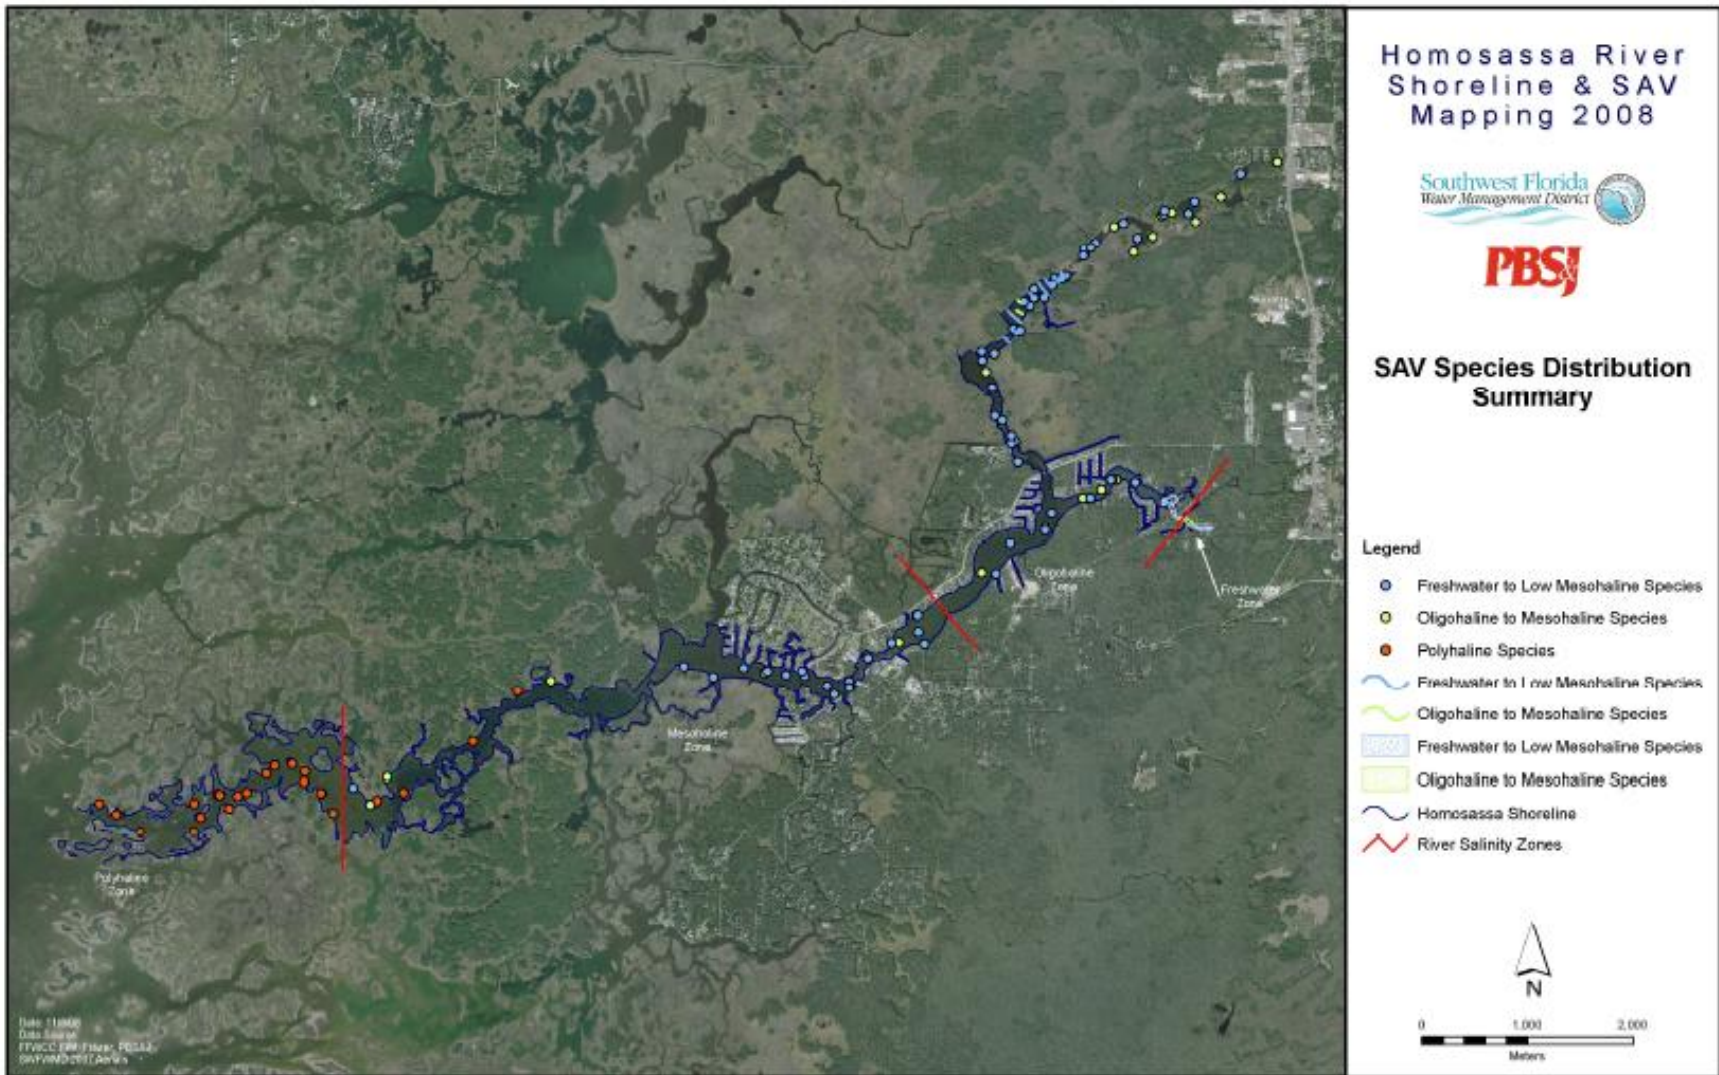 Homosassa River
Shoreline & SAV
Mapping 2008
Southwest Florida
Water Management District
PBS&J
SAV Species Distribution
Summary
Legend
Freshwater to Low Mesohaline Species
Oligohaline to Mesohaline Species
Polyhaline Species
Freshwater to Low Mesohaline Species
Oligohaline to Mesohaline Species
Freshwater to Low Mesohaline Species
Oligohaline to Mesohaline Species
Homosassa Shoreline
River Salinity Zones
N
0 1,000 2,000
Meters
Oligohaline
Zone
Freshwater
Zone
Mesohaline
Zone
Polyhaline
Zone
Data Source